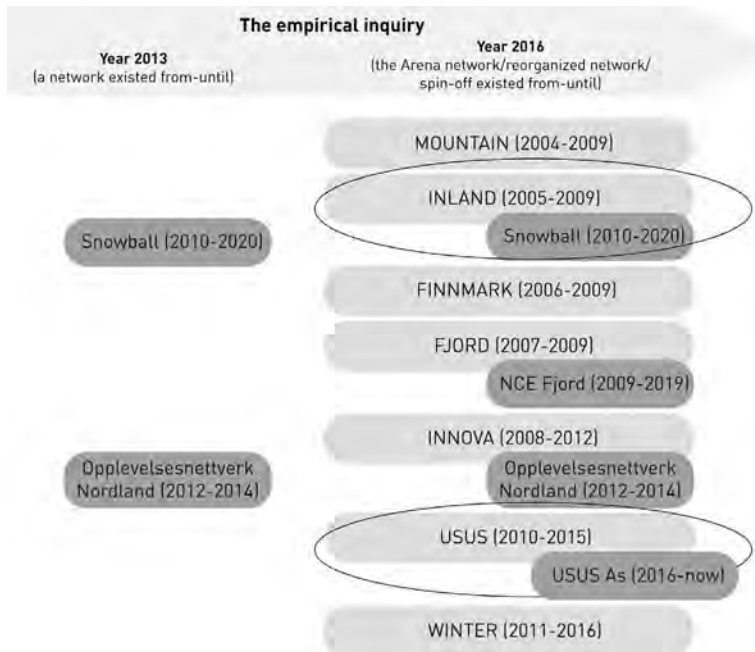 The empirical inquiry
Year 2013
(a network existed from-until)
Year 2016
(the Arena network/reorganized network/
spin-off existed from-until)
MOUNTAIN (2004-2009)
INLAND (2005-2009)
Snowball (2010-2020)
Snowball (2010-2020)
FINNMARK (2006-2009)
FJORD (2007-2009)
NCE Fjord (2009-2019)
INNOVA (2008-2012)
Opplevelsesnettverk
Nordland (2012-2014)
Opplevelsesnettverk
Nordland (2012-2014)
USUS (2010-2015)
USUS As (2016-now)
WINTER (2011-2016)